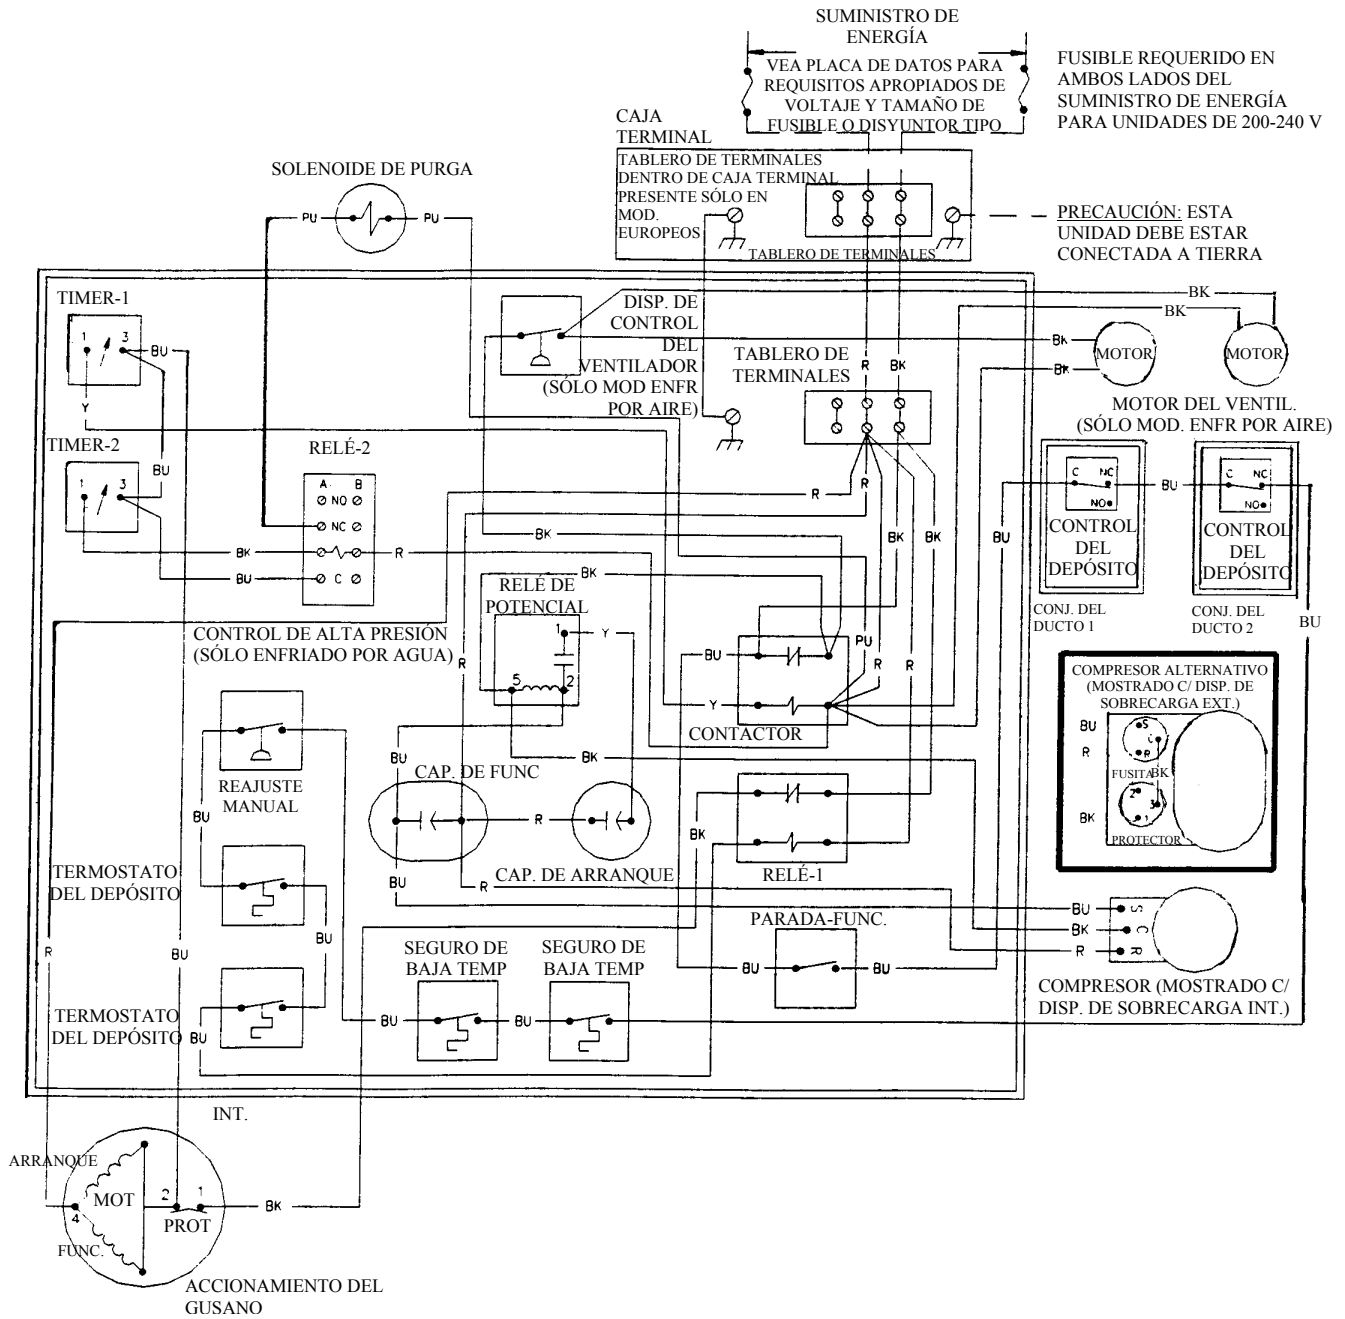 SUMINISTRO DE
ENERGÍA
VEA PLACA DE DATOS PARA
REQUISITOS APROPIADOS DE
VOLTAJE Y TAMAÑO DE
FUSIBLE O DISYUNTOR TIPO
FUSIBLE REQUERIDO EN
AMBOS LADOS DEL
SUMINISTRO DE ENERGÍA
PARA UNIDADES DE 200-240 V
CAJA
TERMINAL
TABLERO DE TERMINALES
DENTRO DE CAJA TERMINAL
PRESENTE SÓLO EN
MOD.
EUROPEOS
TABLERO DE TERMINALES
PRECAUCIÓN: ESTA
UNIDAD DEBE ESTAR
CONECTADA A TIERRA
SOLENOIDE DE PURGA
PU
PU
TIMER-1
1 3
BU
Y
TIMER-2
BU
1 3
BK
BU
RELÉ-2
A B
NO
NC
C
R
DISP. DE
CONTROL
DEL
VENTILADOR
(SÓLO MOD ENFR
POR AIRE)
TABLERO DE
TERMINALES
R
BK
BK
BK
BK
BK
MOTOR
MOTOR
MOTOR DEL VENTIL.
(SÓLO MOD. ENFR POR AIRE)
R
R
BK
BK
BK
BK
BU
C NC
NO
CONTROL
DEL
DEPÓSITO
BU
C NC
NO
CONTROL
DEL
DEPÓSITO
CONJ. DEL
DUCTO 1
CONJ. DEL
DUCTO 2
BU
RELÉ DE
POTENCIAL
1
Y
5 2
CONTROL DE ALTA PRESIÓN
(SÓLO ENFRIADO POR AGUA)
R
BU
PU
R
R
Y
CONTACTOR
COMPRESOR ALTERNATIVO
(MOSTRADO C/ DISP. DE
SOBRECARGA EXT.)
BU
R
S
C
R
FUSITA
BK
2
3
1
BK
PROTECTOR
REAJUSTE
MANUAL
BU
BU
BK
CAP. DE FUNC
R
CAP. DE ARRANQUE
BK
RELÉ-1
TERMOSTATO
DEL DEPÓSITO
BU
R
BU
BU
S
BK
C
R
R
COMPRESOR (MOSTRADO C/
DISP. DE SOBRECARGA INT.)
PARADA-FUNC.
BU
BU
R
BU
SEGURO DE
BAJA TEMP
SEGURO DE
BAJA TEMP
BU
BU
TERMOSTATO
DEL DEPÓSITO
BU
INT.
ARRANQUE
MOT
2 1
BK
4
PROT
FUNC.
ACCIONAMIENTO DEL
GUSANO